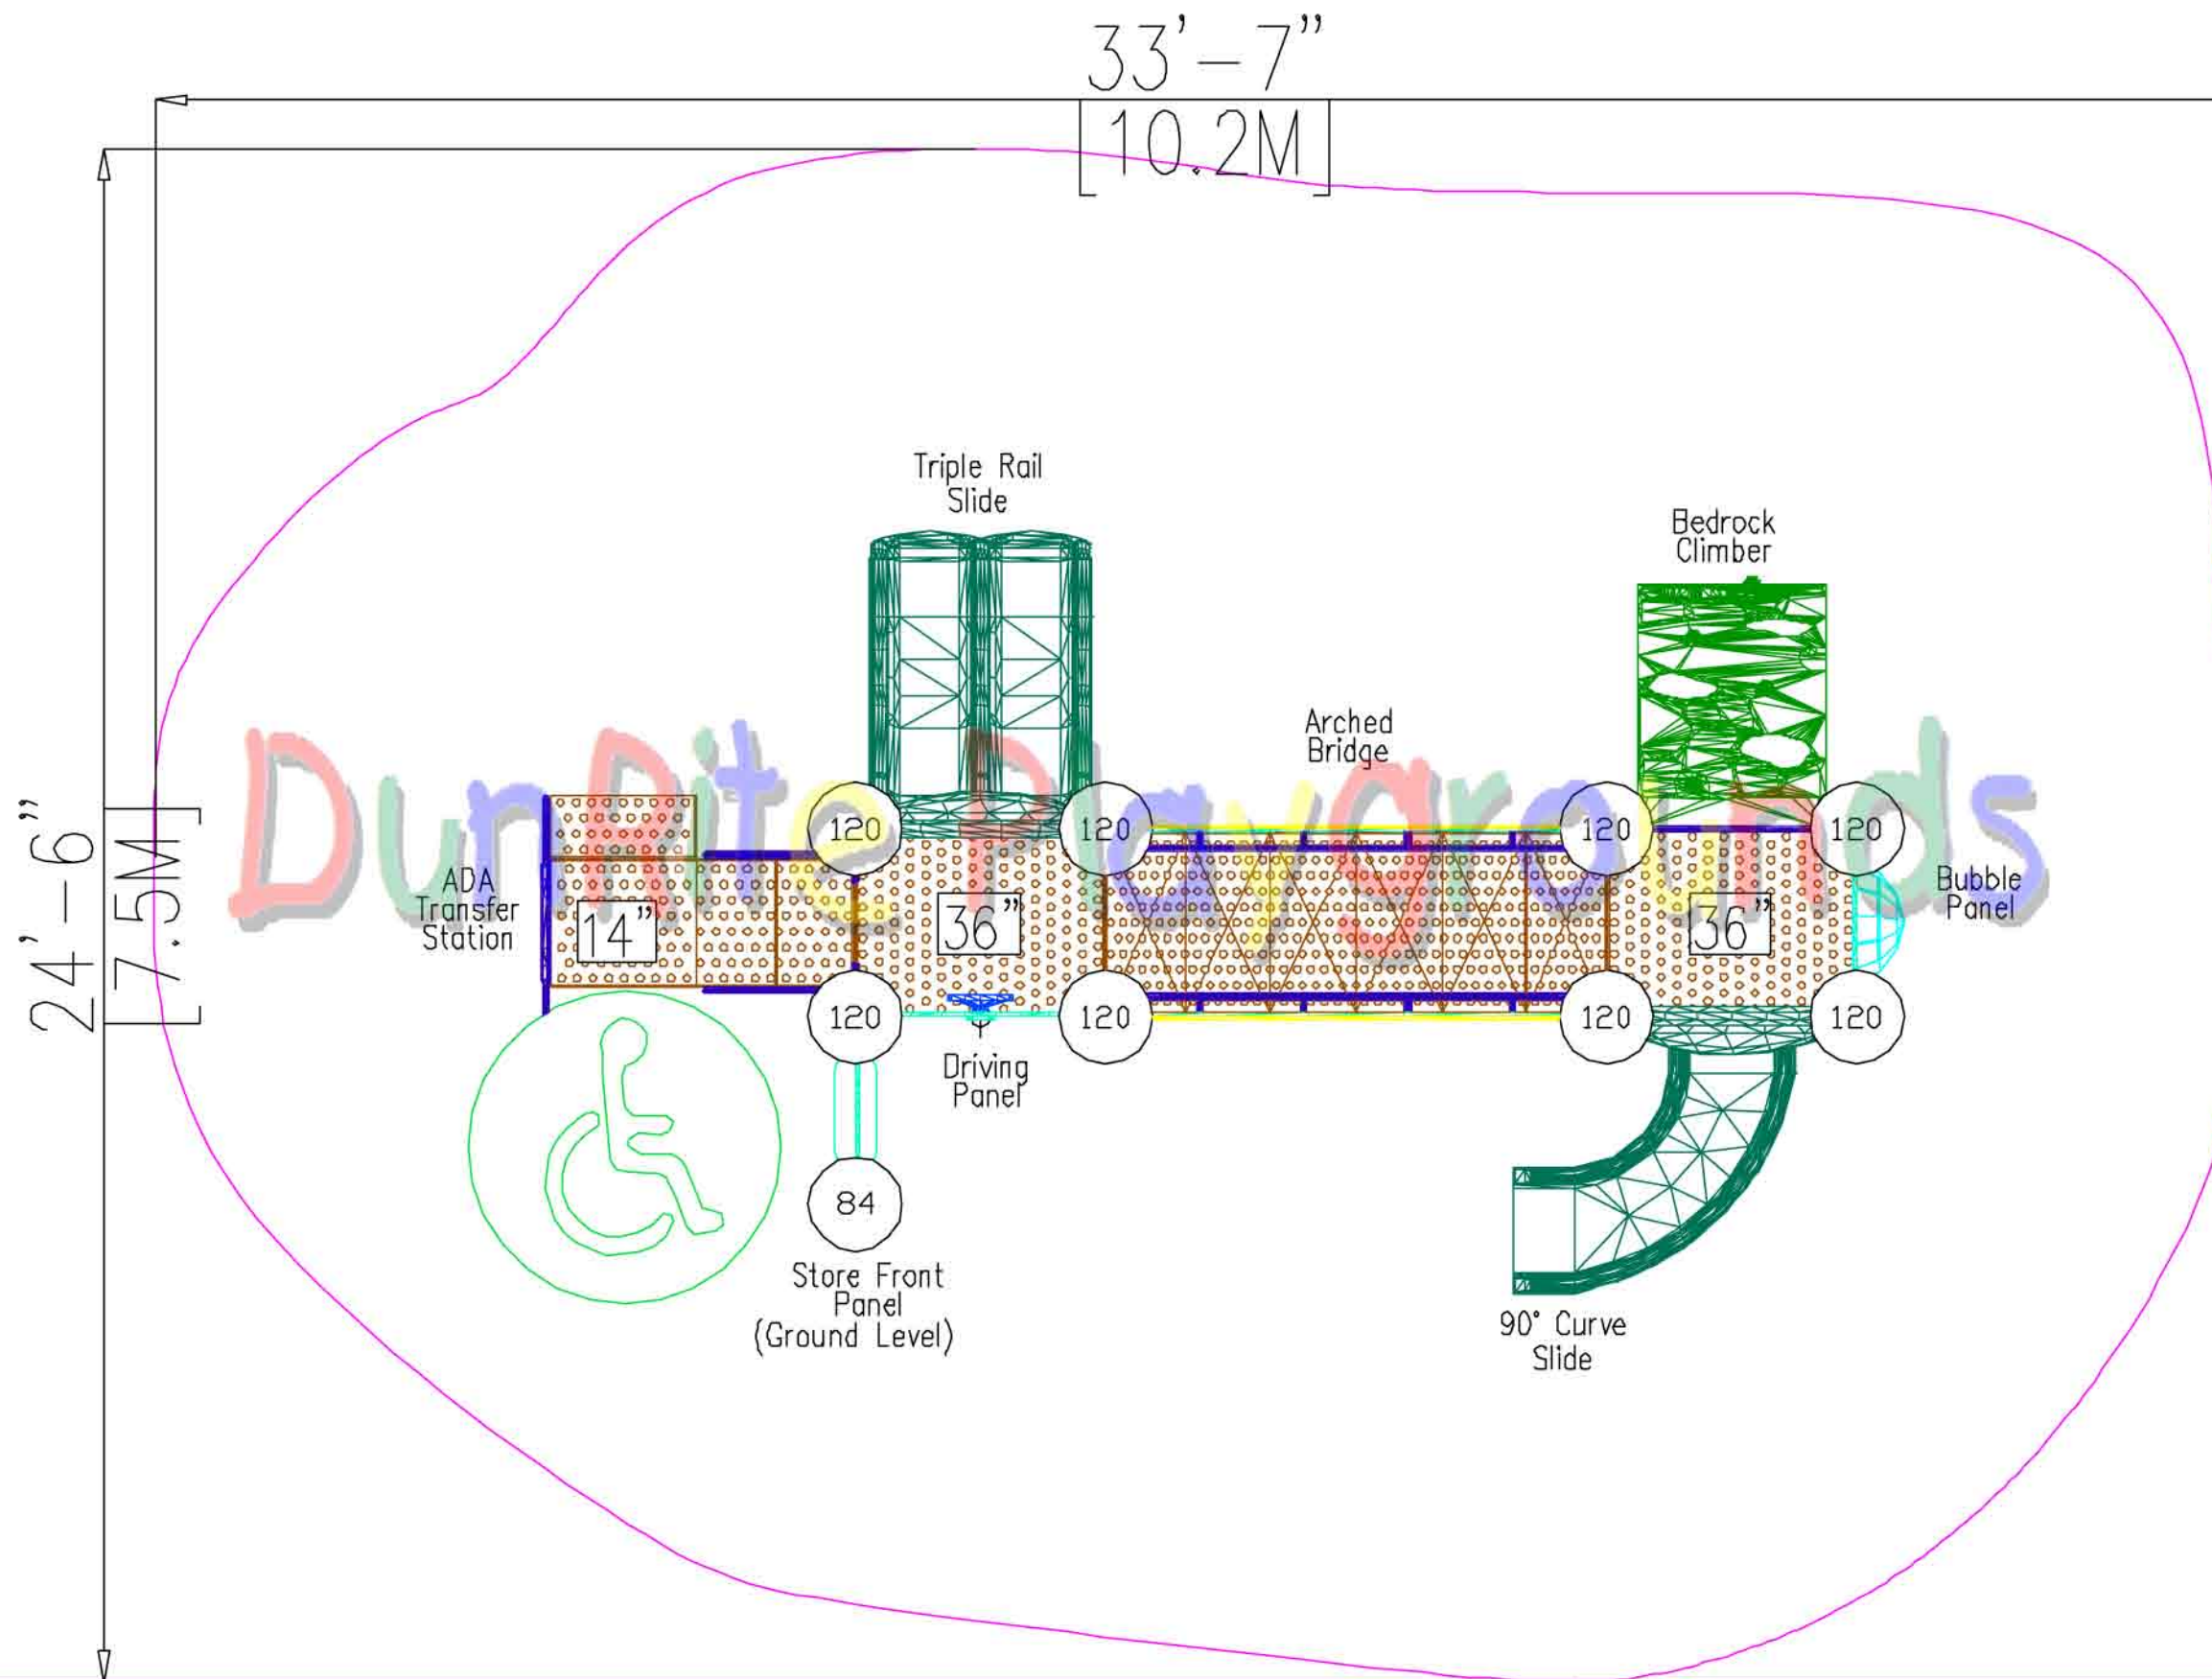 33'-7"
[10.2M]
24'-6"
[7.5M]
Triple Rail
Slide
Bedrock
Climber
Arched
Bridge
DunRite Playgrounds
120
120
120
120
ADA
Transfer
Station
14"
36"
36"
Bubble
Panel
120
120
120
120
Driving
Panel
84
Store Front
Panel
(Ground Level)
90° Curve
Slide